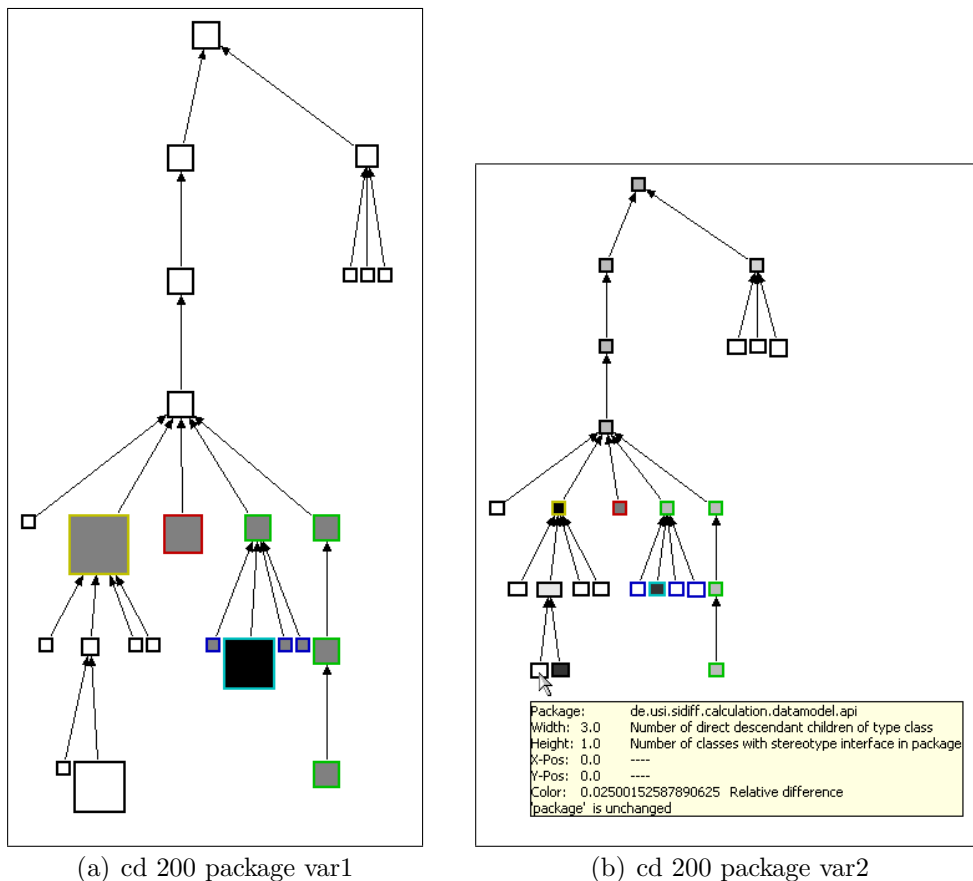 Package: de.usi.sidiff.calculation.datamodel.api
Width: 3.0 Number of direct descendant children of type class
Height: 1.0 Number of classes with stereotype interface in package
X-Pos: 0.0 ----
Y-Pos: 0.0 ----
Color: 0.02500152587890625 Relative difference
'package' is unchanged
(a) cd 200 package var1
(b) cd 200 package var2